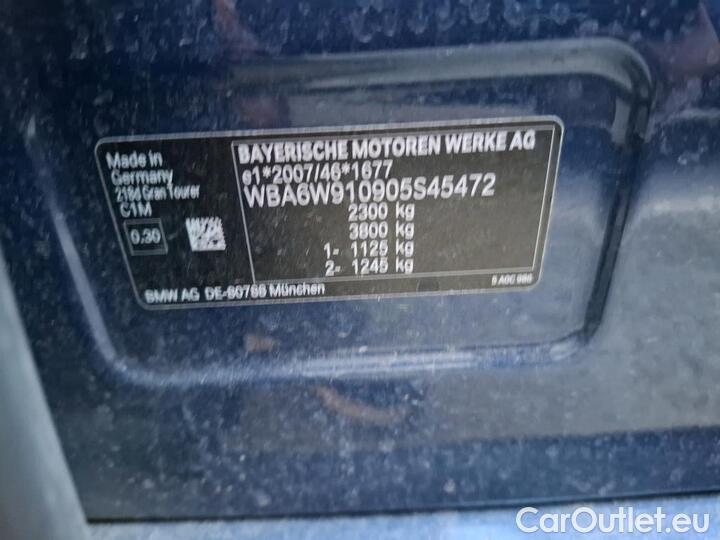 Made in
Germany
218d Gran Tourer
C1M
0.30
BAYERISCHE MOTOREN WERKE AG
e1*2007/46*1677
WBA6W910905S45472
2300 kg
3800 kg
1- 1125 kg
2- 1245 kg
BMW AG DE-80788 München
CarOutlet.eu